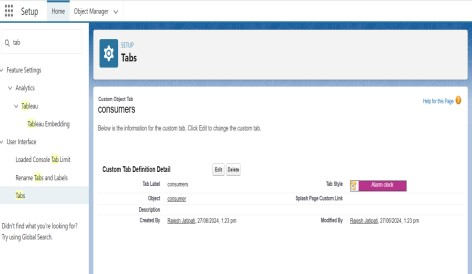 Setup Home Object Manager
tab
Feature Settings
Analytics
Tableau
Tableau Embedding
User Interface
Loaded Console Tab Limit
Rename Tabs and Labels
Tabs
Didn't find what you're looking for?
Try using Global Search.
SETUP
Tabs
Custom Object Tab
consumers
Help for this Page
Below is the information for the custom tab. Click Edit to change the custom tab.
Custom Tab Definition Detail Edit Delete
Tab Label consumers Tab Style Alarm clock
Object consumer Splash Page Custom Link
Description
Created By Rajesh Jatipati, 27/06/2024, 1:23 pm Modified By Rajesh Jatipati, 27/06/2024, 1:23 pm